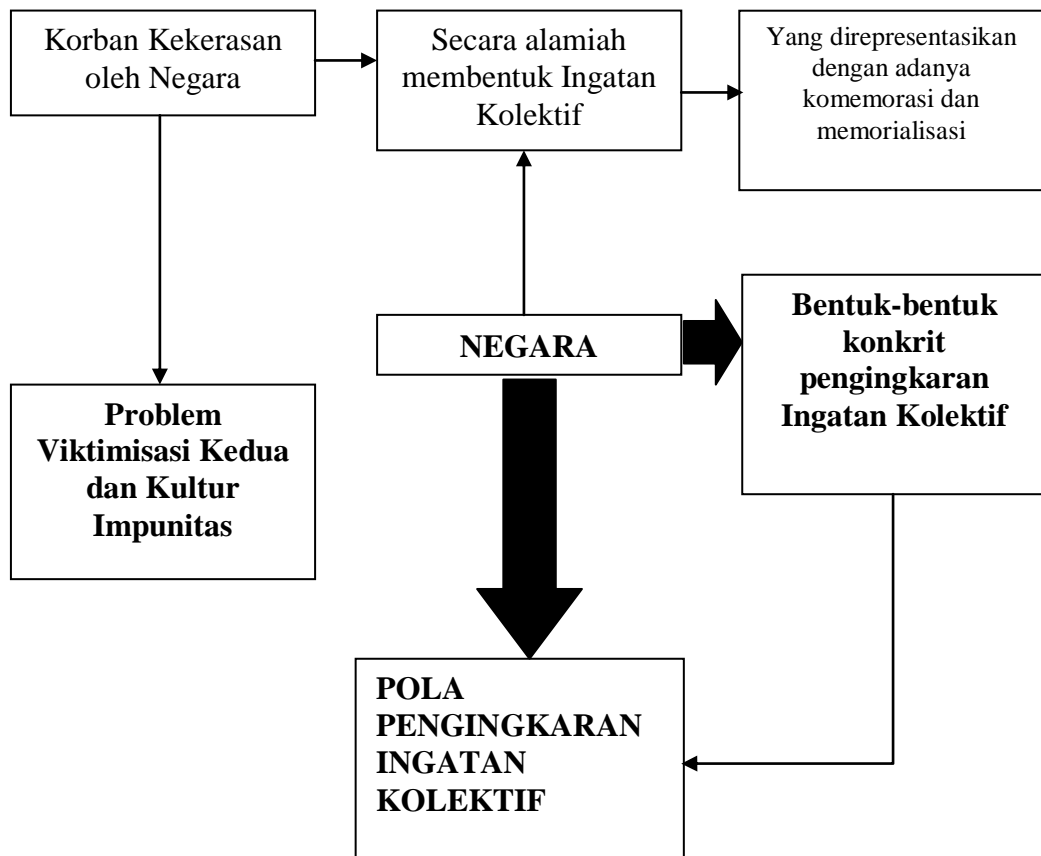 Korban Kekerasan
oleh Negara
Secara alamiah
membentuk Ingatan
Kolektif
Yang direpresentasikan
dengan adanya
komemorasi dan
memorialisasi
NEGARA
Bentuk-bentuk
konkrit
pengingkaran
Ingatan Kolektif
Problem
Viktimisasi Kedua
dan Kultur
Impunitas
POLA
PENGINGKARAN
INGATAN
KOLEKTIF